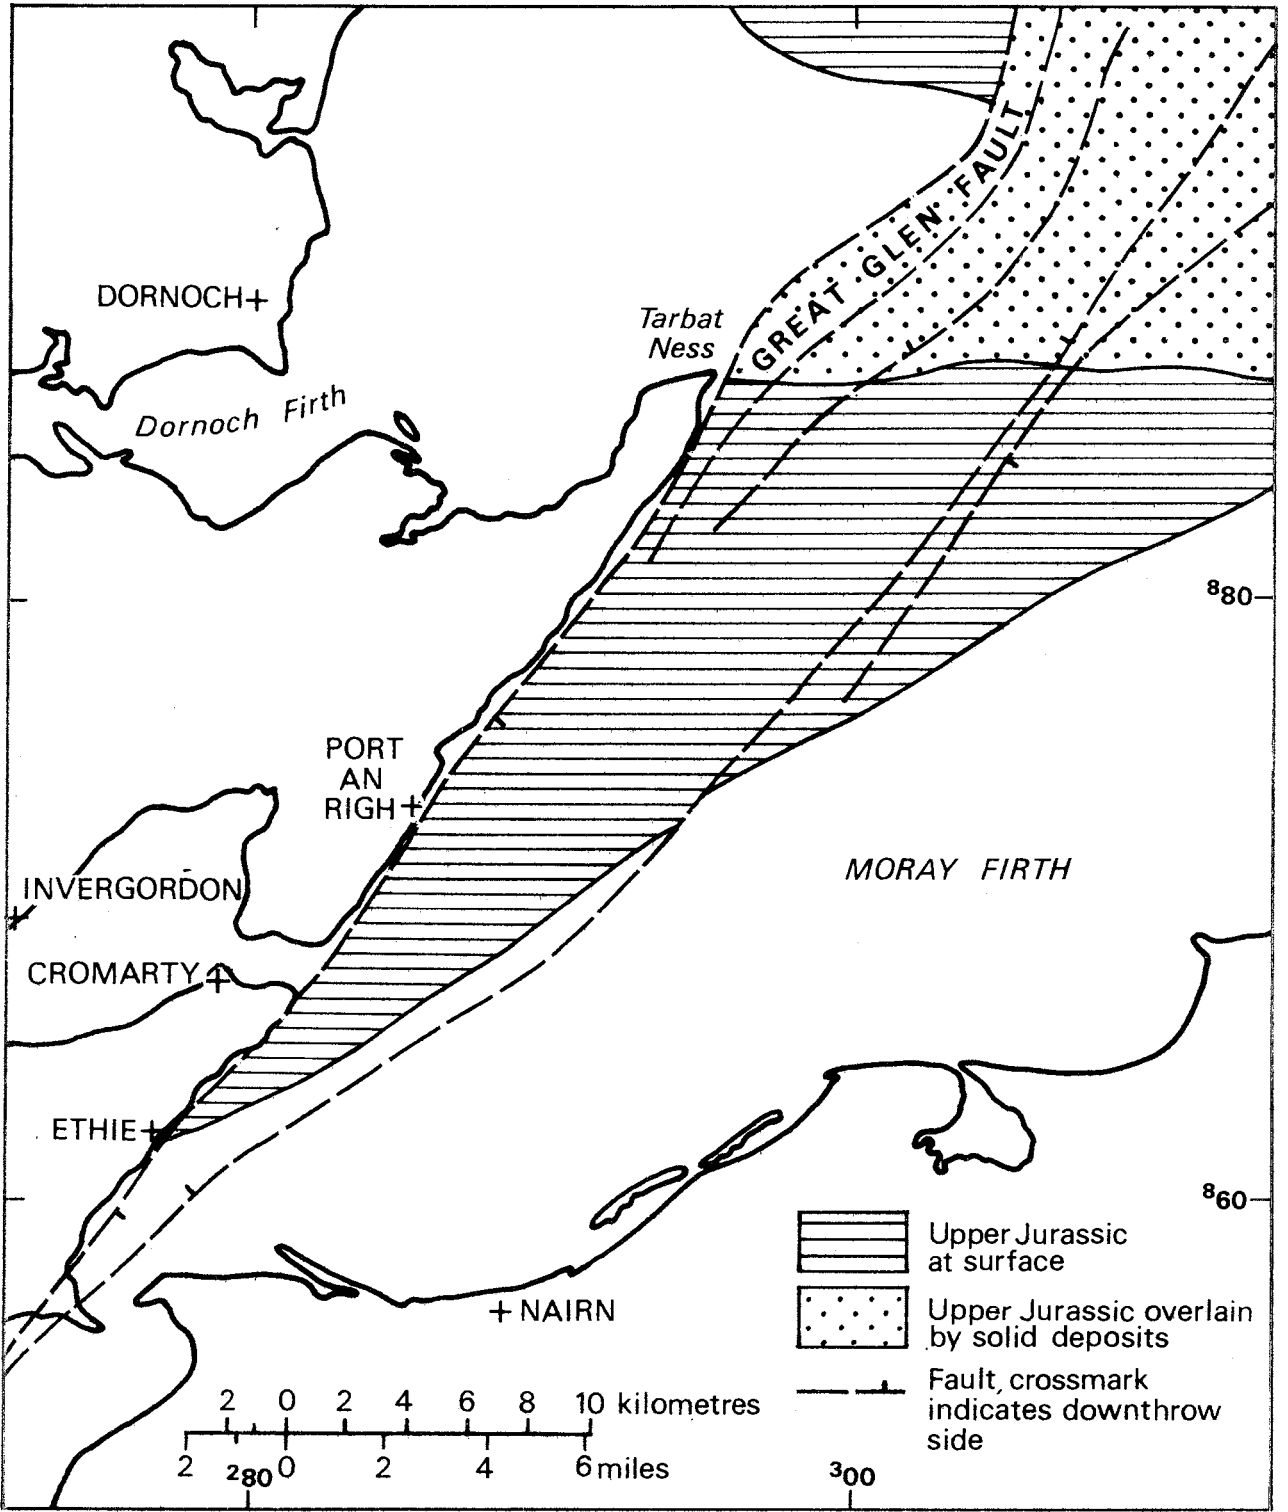 GREAT GLEN FAULT
DORNOCH
Tarbat
Ness
Dornoch Firth
⁸80
PORT
AN
RIGH
MORAY FIRTH
INVERGORDON
CROMARTY
ETHIE
⁸60
Upper Jurassic
at surface
NAIRN
Upper Jurassic overlain
by solid deposits
Fault, crossmark
indicates downthrow
side
2 0 2 4 6 8 10 kilometres
2 0 2 4 6 miles
²80
³00